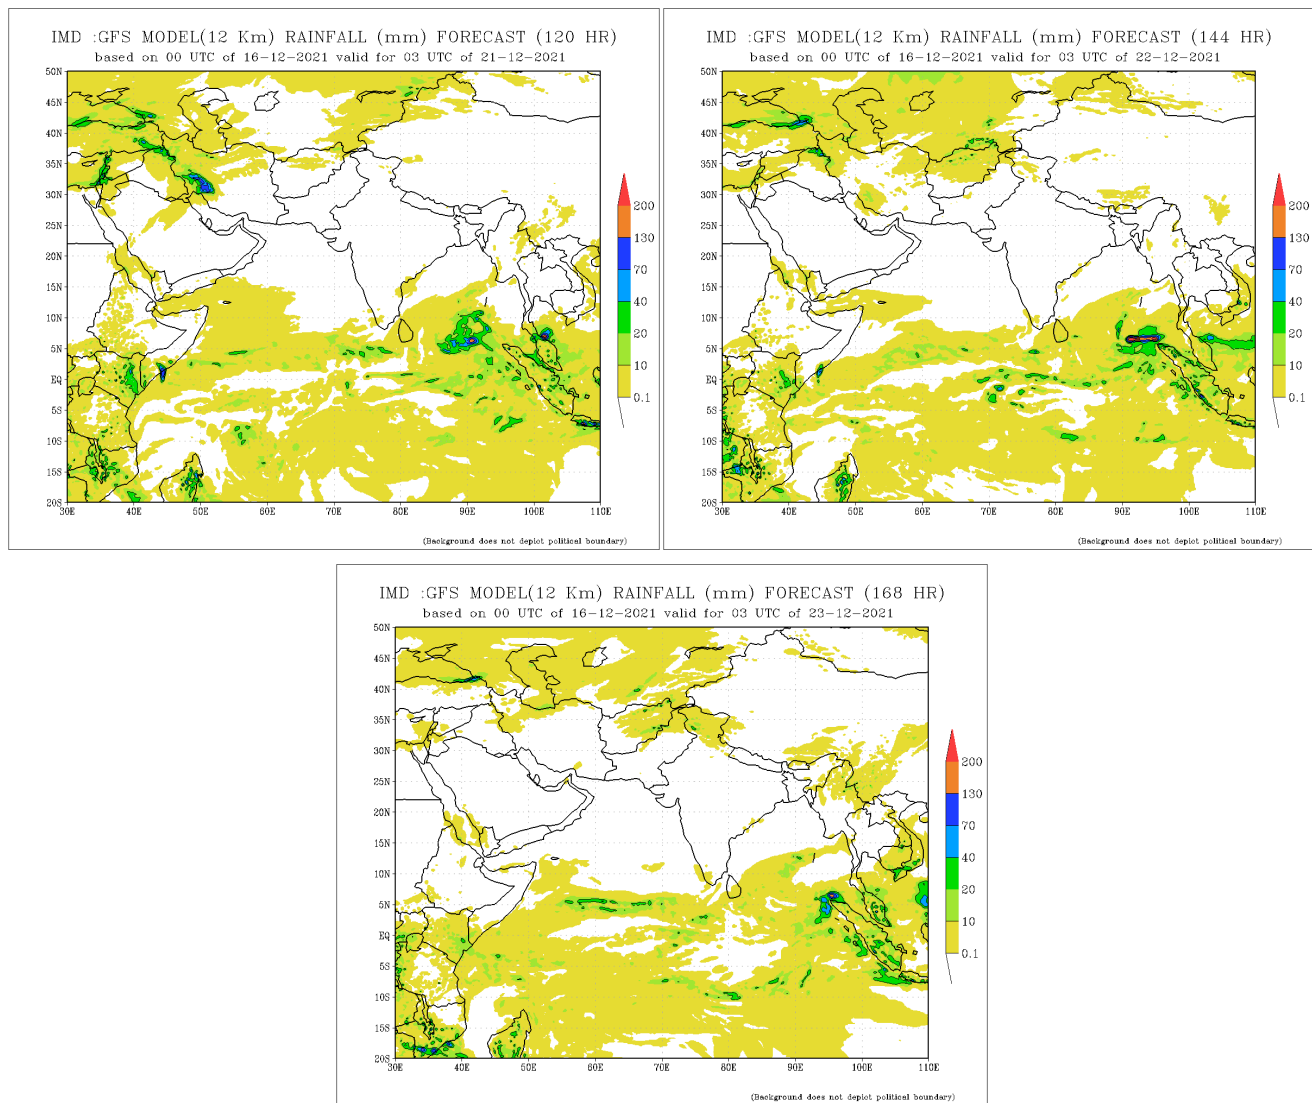 IMD :GFS MODEL(12 Km) RAINFALL (mm) FORECAST (120 HR)
based on 00 UTC of 16-12-2021 valid for 03 UTC of 21-12-2021
50N
45N
40N
35N
30N
25N
20N
15N
10N
5N
EQ
5S
10S
15S
20S
30E 40E 50E 60E 70E 80E 90E 100E 110E
200
130
70
40
20
10
0.1
(Background does not depict political boundary)
IMD :GFS MODEL(12 Km) RAINFALL (mm) FORECAST (144 HR)
based on 00 UTC of 16-12-2021 valid for 03 UTC of 22-12-2021
50N
45N
40N
35N
30N
25N
20N
15N
10N
5N
EQ
5S
10S
15S
20S
30E 40E 50E 60E 70E 80E 90E 100E 110E
200
130
70
40
20
10
0.1
(Background does not depict political boundary)
IMD :GFS MODEL(12 Km) RAINFALL (mm) FORECAST (168 HR)
based on 00 UTC of 16-12-2021 valid for 03 UTC of 23-12-2021
50N
45N
40N
35N
30N
25N
20N
15N
10N
5N
EQ
5S
10S
15S
20S
30E 40E 50E 60E 70E 80E 90E 100E 110E
200
130
70
40
20
10
0.1
(Background does not depict political boundary)